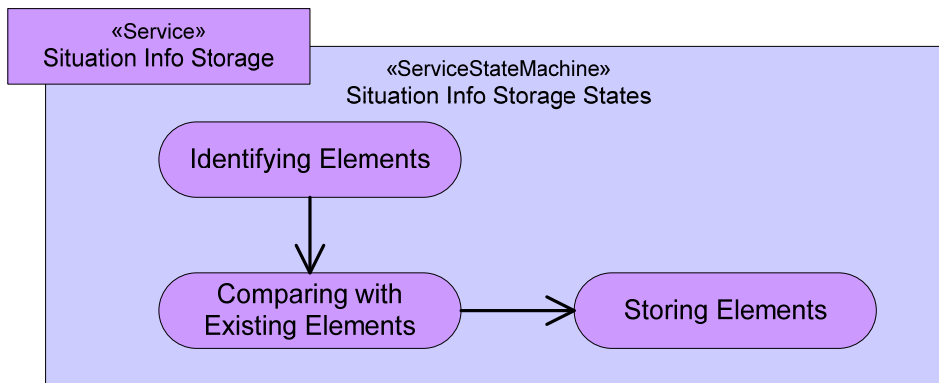 «Service»
Situation Info Storage
«ServiceStateMachine»
Situation Info Storage States
Identifying Elements
Comparing with
Existing Elements
Storing Elements